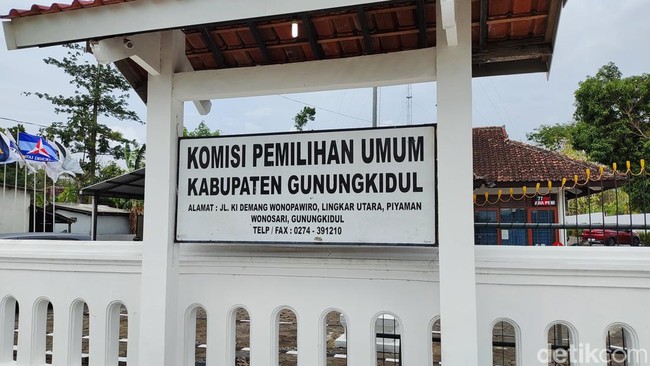 KOMISI PEMILIHAN UMUM
KABUPATEN GUNUNGKIDUL
ALAMAT : JL. KI DEMANG WONOPAWIRO, LINGKAR UTARA, PIYAMAN
WONOSARI, GUNUNGKIDUL
TELP / FAX : 0274 - 391210
detikcom